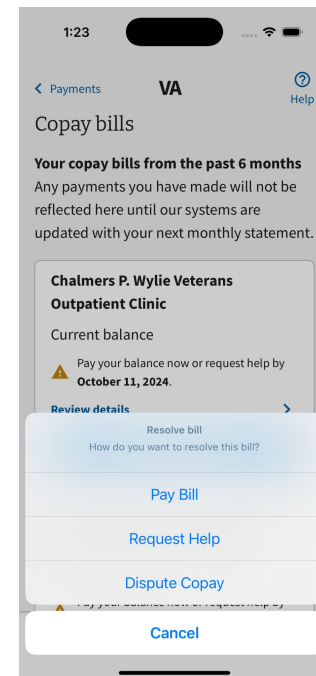 1:23
Payments
VA
Help
Copay bills
Your copay bills from the past 6 months
Any payments you have made will not be
reflected here until our systems are
updated with your next monthly statement.
Chalmers P. Wylie Veterans
Outpatient Clinic
Current balance
Pay your balance now or request help by
October 11, 2024.
Review details
Resolve bill
How do you want to resolve this bill?
Pay Bill
Request Help
Dispute Copay
Pay your balance now or request help by
Cancel